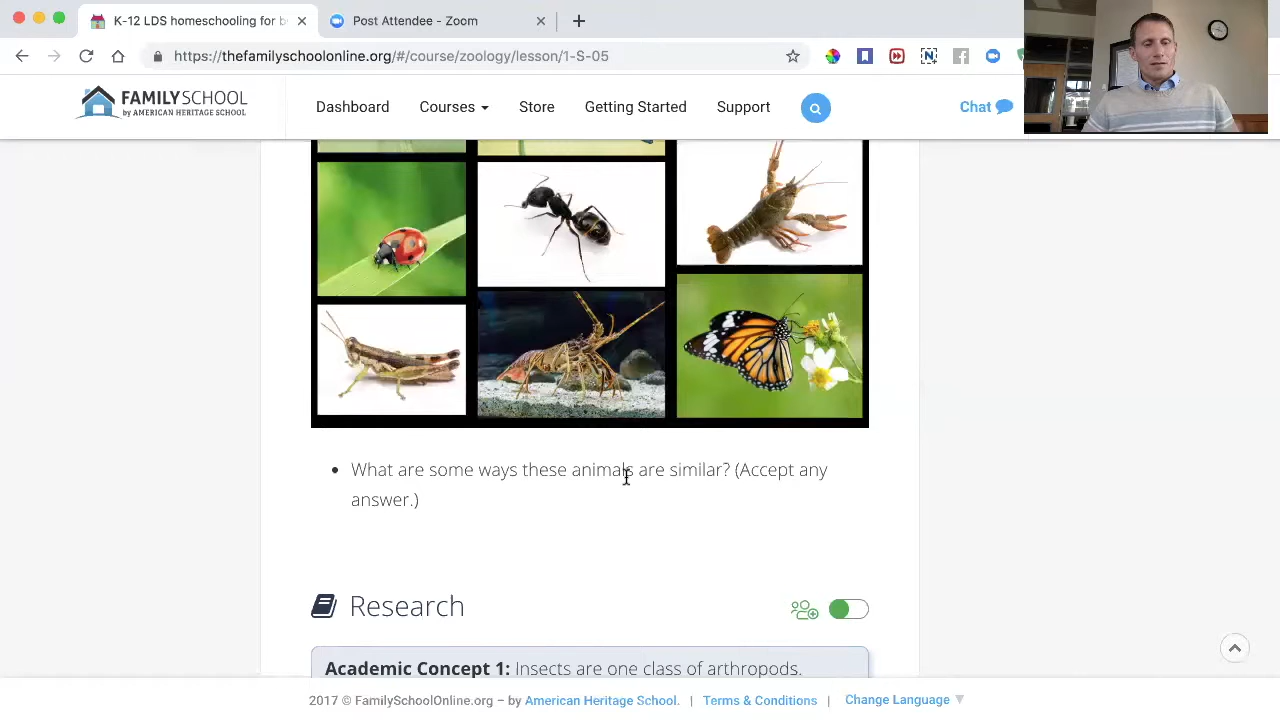 K-12 LDS homeschooling for b
Post Attendee - Zoom
https://thefamilyschoolonline.org/#/course/zoology/lesson/1-S-05
FAMILYSCHOOL
by AMERICAN HERITAGE SCHOOL
Dashboard
Courses
Store
Getting Started
Support
Chat
What are some ways these animals are similar? (Accept any
answer.)
Research
Academic Concept 1: Insects are one class of arthropods.
2017 © FamilySchoolOnline.org – by American Heritage School. | Terms & Conditions | Change Language